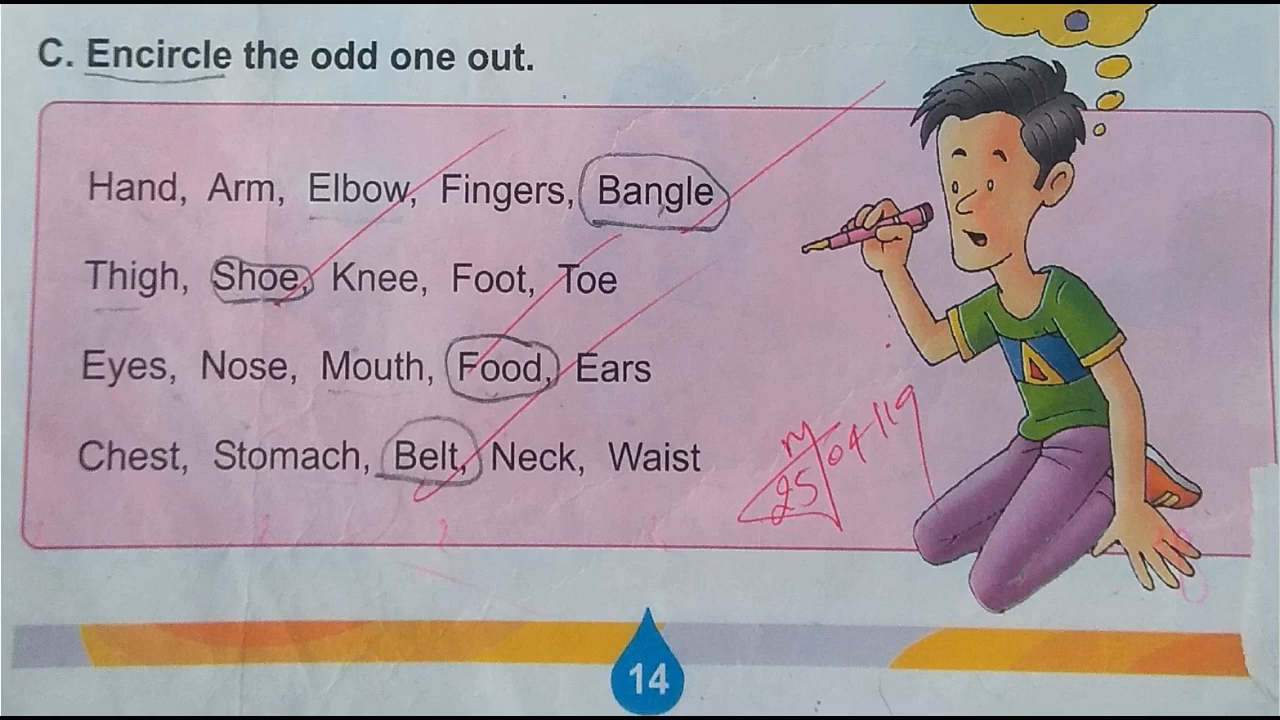 C. Encircle the odd one out.
Hand, Arm, Elbow, Fingers, Bangle
Thigh, Shoe, Knee, Foot, Toe
Eyes, Nose, Mouth, Food, Ears
Chest, Stomach, Belt, Neck, Waist
25/04/19
14